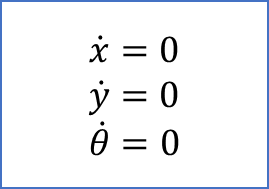 ẋ = 0
ẏ = 0
θ̇ = 0